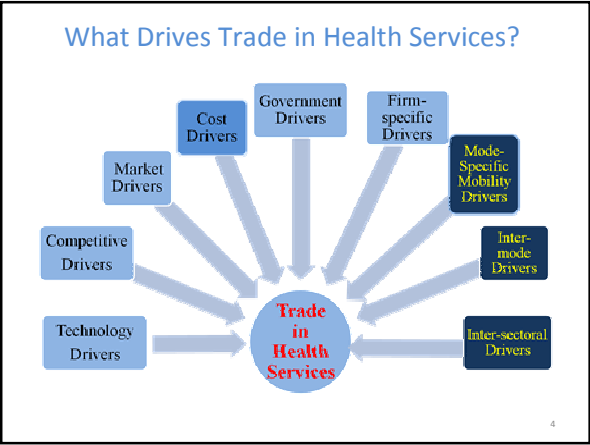 What Drives Trade in Health Services?
Government
Drivers
Firm-
specific
Drivers
Cost
Drivers
Mode-
Specific
Mobility
Drivers
Market
Drivers
Competitive
Drivers
Inter-
mode
Drivers
Technology
Drivers
Trade
in
Health
Services
Inter-sectoral
Drivers
4